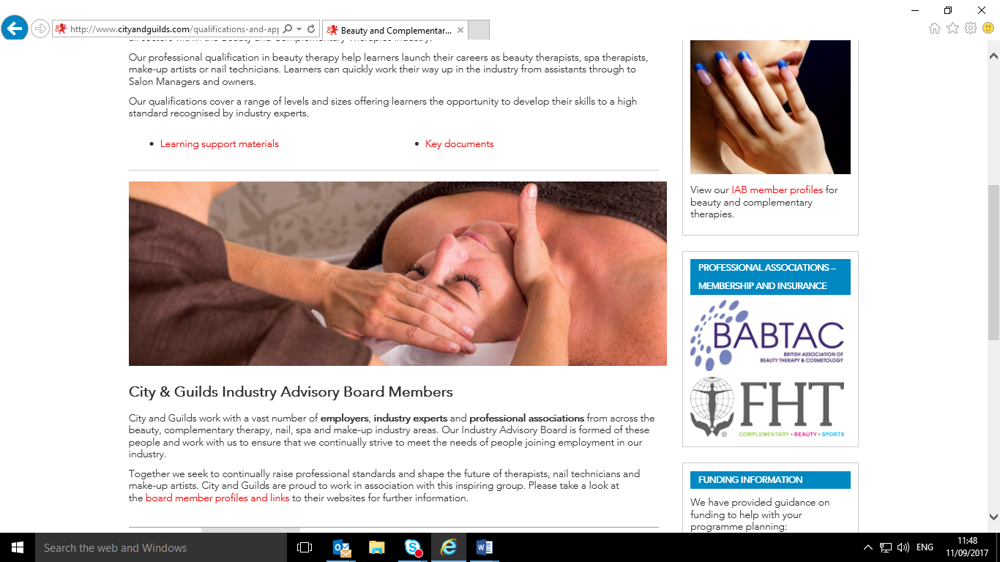 http://www.cityandguilds.com/qualifications-and-app
Beauty and Complementar...
Our professional qualification in beauty therapy help learners launch their careers as beauty therapists, spa therapists,
make-up artists or nail technicians. Learners can quickly work their way up in the industry from assistants through to
Salon Managers and owners.
Our qualifications cover a range of levels and sizes offering learners the opportunity to develop their skills to a high
standard recognised by industry experts.
• Learning support materials
• Key documents
City & Guilds Industry Advisory Board Members
City and Guilds work with a vast number of employers, industry experts and professional associations from across the
beauty, complementary therapy, nail, spa and make-up industry areas. Our Industry Advisory Board is formed of these
people and work with us to ensure that we continually strive to meet the needs of people joining employment in our
industry.
Together we seek to continually raise professional standards and shape the future of therapists, nail technicians and
make-up artists. City and Guilds are proud to work in association with this inspiring group. Please take a look at
the board member profiles and links to their websites for further information.
View our IAB member profiles for
beauty and complementary
therapies.
PROFESSIONAL ASSOCIATIONS –
MEMBERSHIP AND INSURANCE
BABTAC
BRITISH ASSOCIATION OF
BEAUTY THERAPY & COSMETOLOGY
FHT
®
COMPLEMENTARY • BEAUTY • SPORTS
FUNDING INFORMATION
We have provided guidance on
funding to help with your
programme planning:
Search the web and Windows
ENG
11:48
11/09/2017